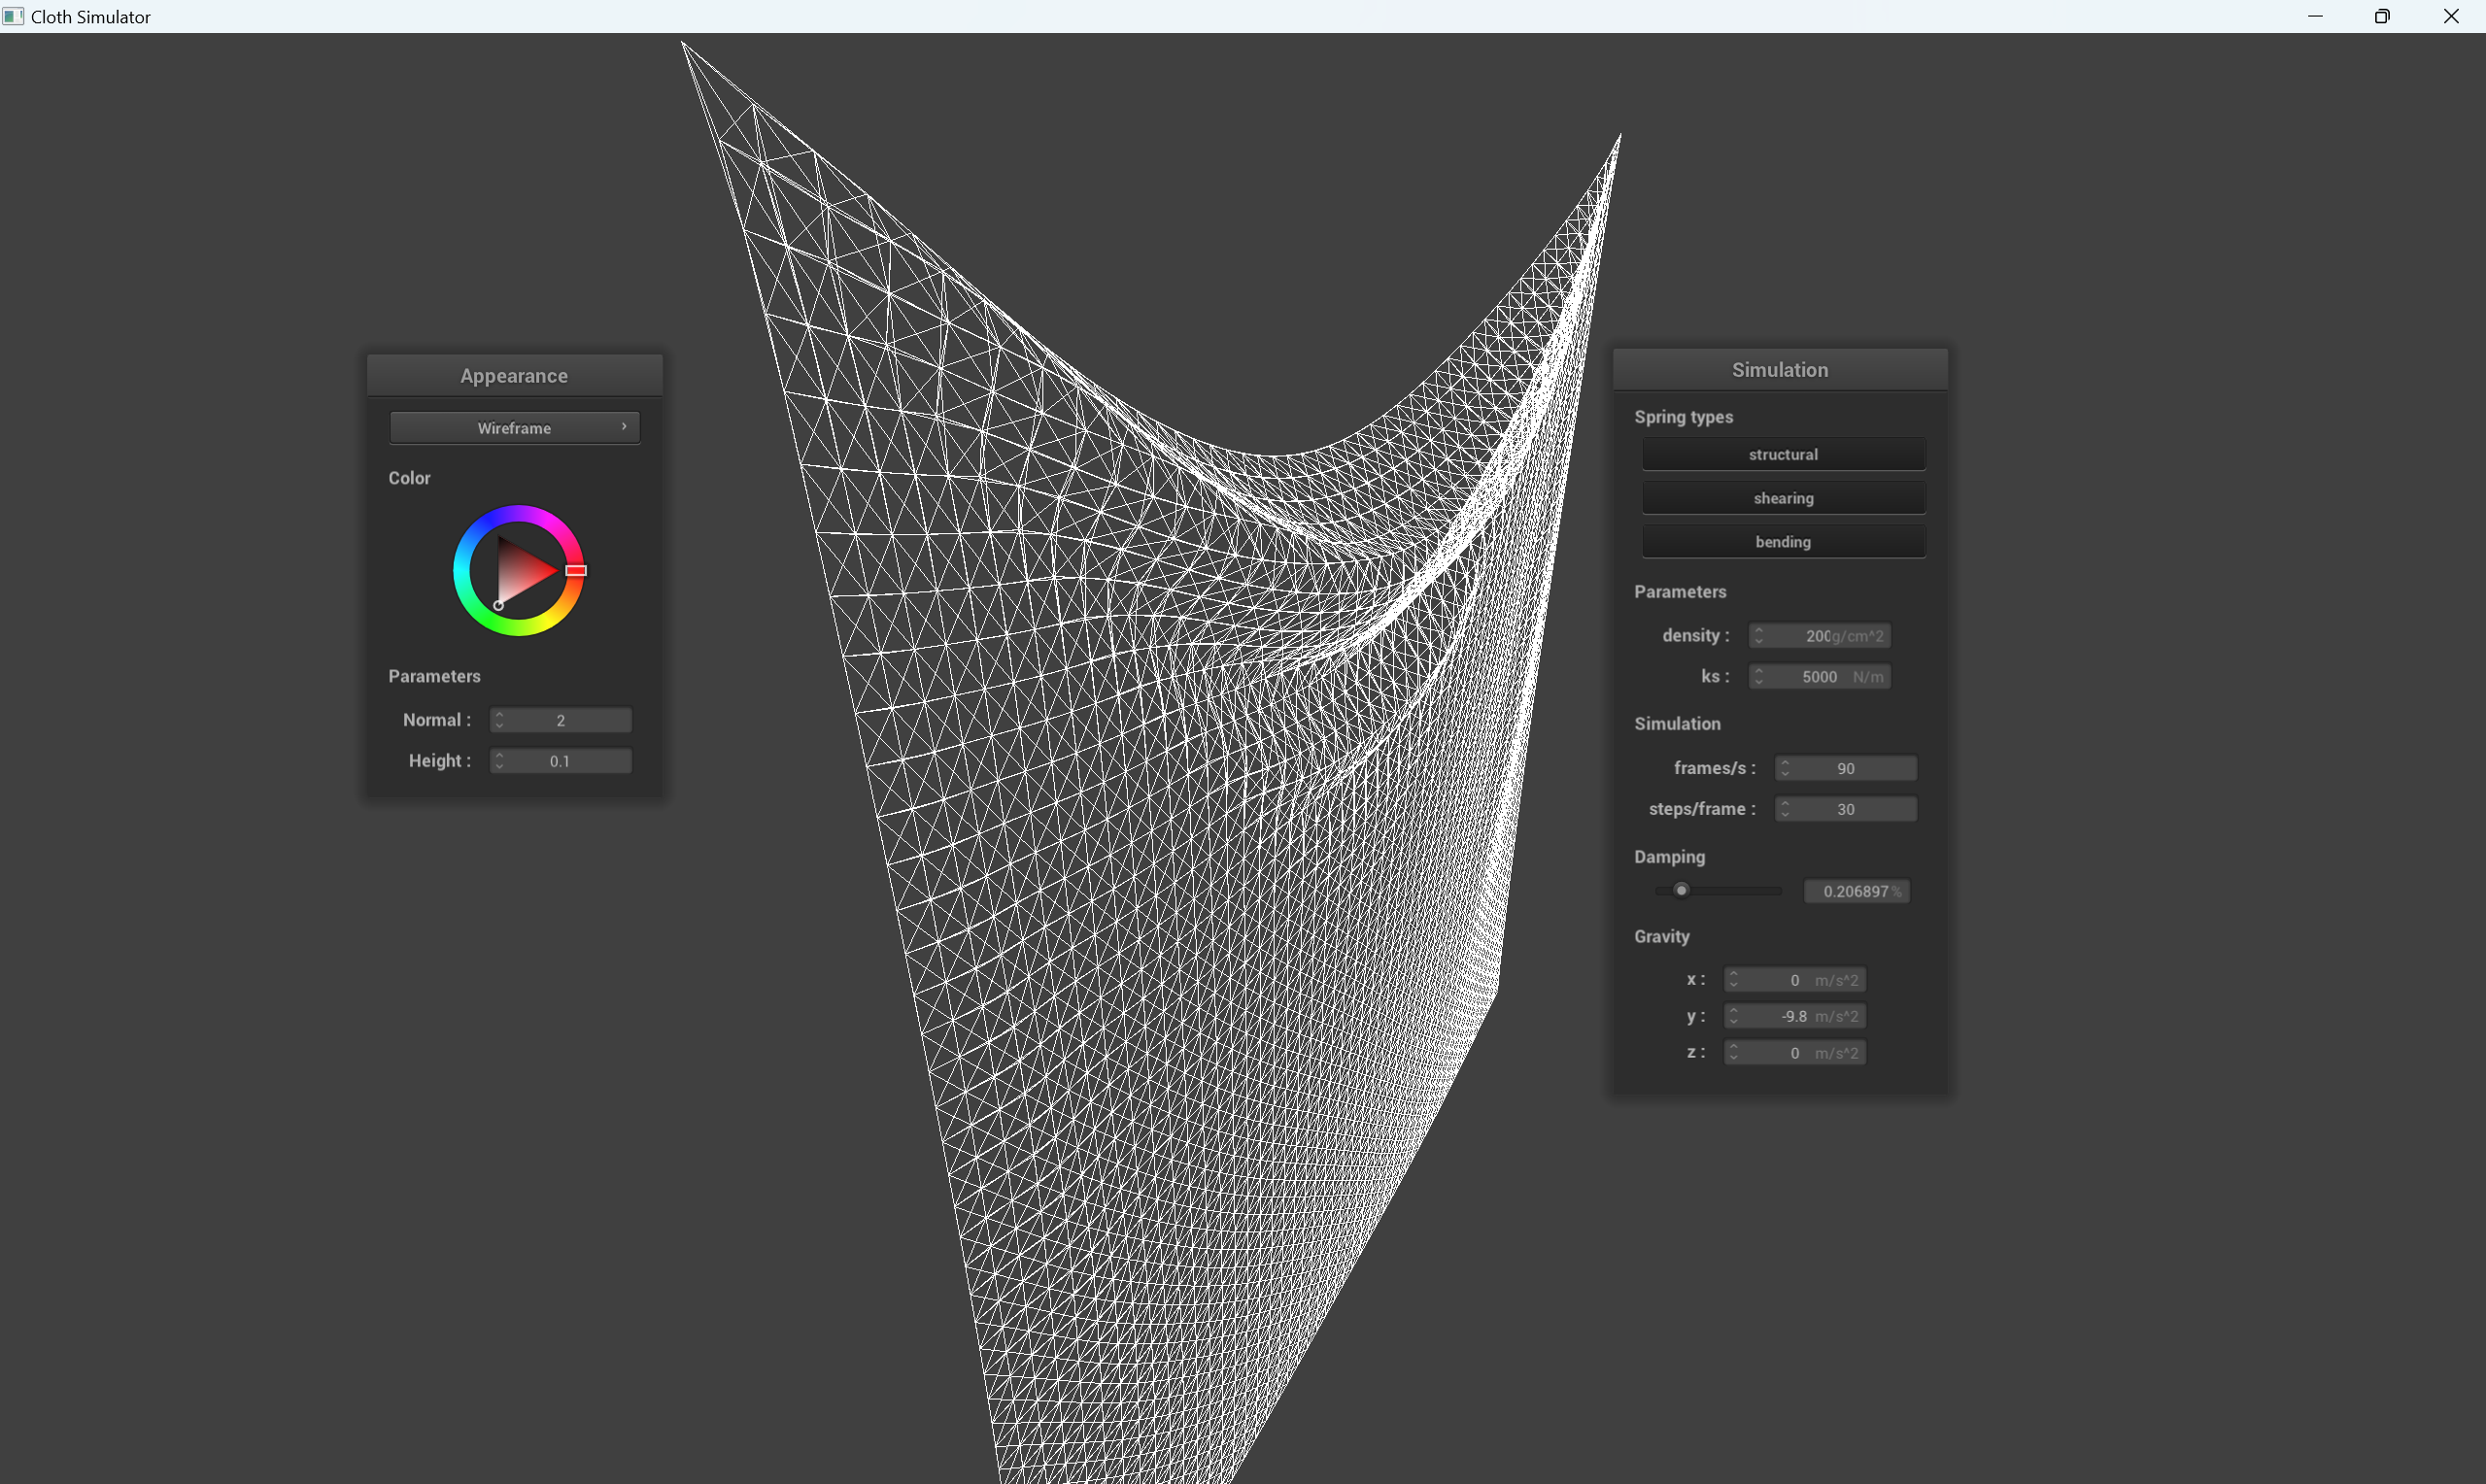 Cloth Simulator
Appearance
Wireframe
Color
Parameters
Normal : 2
Height : 0.1
Simulation
Spring types
structural
shearing
bending
Parameters
density : 200 g/cm^2
ks : 5000 N/m
Simulation
frames/s : 90
steps/frame : 30
Damping
0.206897 %
Gravity
x : 0 m/s^2
y : -9.8 m/s^2
z : 0 m/s^2